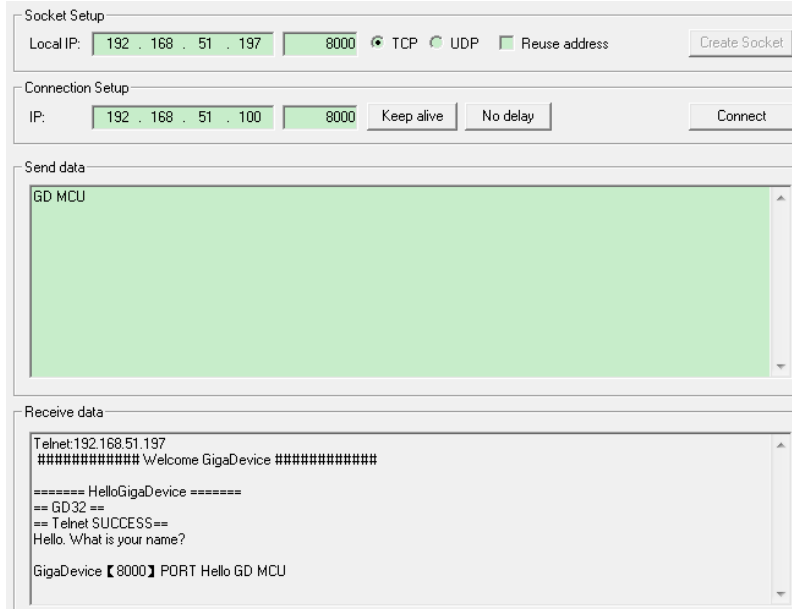 Socket Setup
Local IP: 192 . 168 . 51 . 197 8000 TCP UDP Reuse address Create Socket
Connection Setup
IP: 192 . 168 . 51 . 100 8000 Keep alive No delay Connect
Send data
GD MCU
Receive data
Telnet:192.168.51.197
############ Welcome GigaDevice ############
======= HelloGigaDevice =======
== GD32 ==
== Telnet SUCCESS==
Hello. What is your name?
GigaDevice【8000】PORT Hello GD MCU